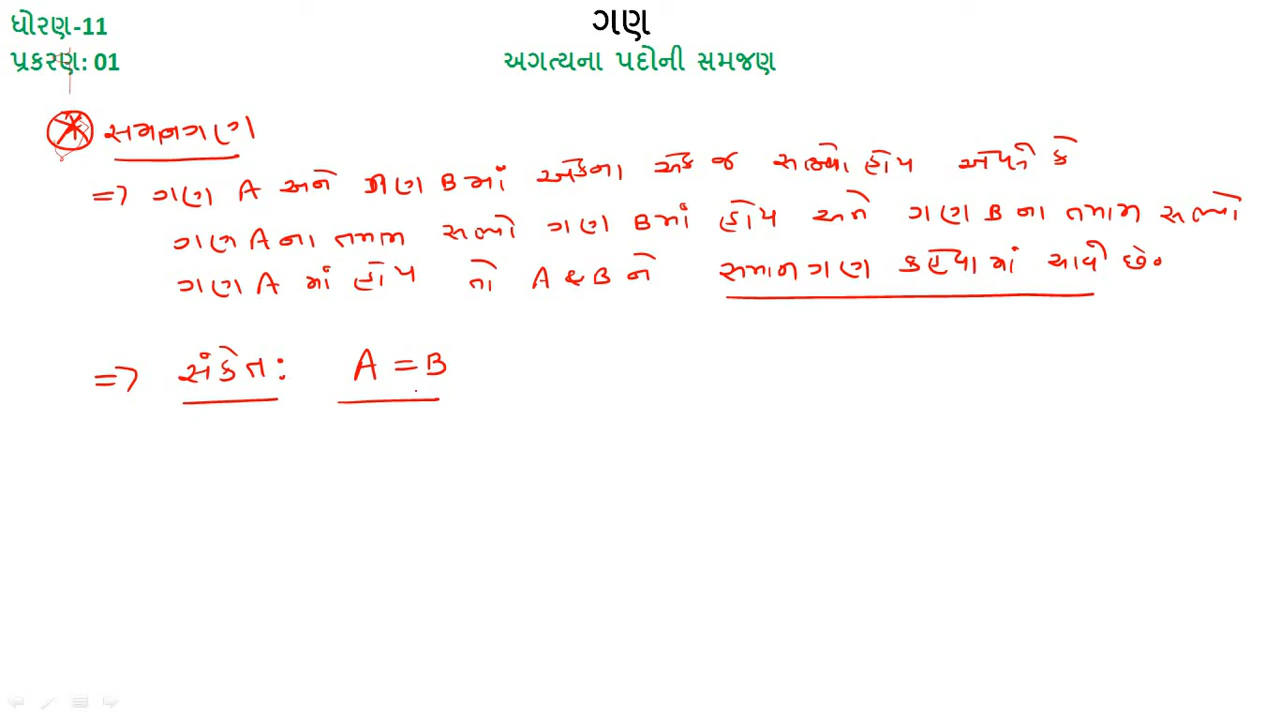 ધોરણ-11
ગણ
પ્રકરણ: 01
અગત્યના પદોની સમજણ
સમાનગણ
=> ગણ A અને ગણ B માં એકના એક જ સભ્યો હોય એટલે કે
ગણ A ના તમામ સભ્યો ગણ B માં હોય અને ગણ B ના તમામ સભ્યો
ગણ A માં હોય તો A & B ને સમાનગણ કહેવામાં આવે છે.
=> સંકેત: A = B